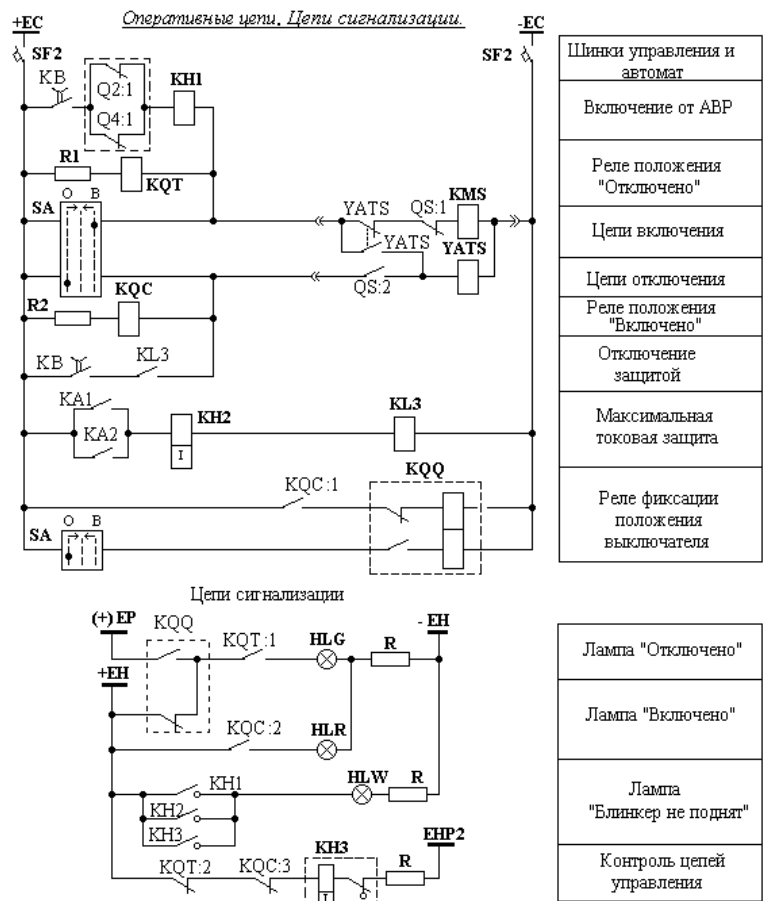 Оперативные цепи. Цепи сигнализации.
+EC
-EC
SF2
SF2
KB
Q2:1
Q4:1
KH1
R1
KQT
SA
O B
YATS
QS:1
KMS
YATS
YATS
QS:2
KQC
R2
KB
KL3
KA1
KA2
KH2
I
KL3
KQC:1
KQQ
SA
O B
Шинки управления и
автомат
Включение от АВР
Реле положения
"Отключено"
Цепи включения
Цепи отключения
Реле положения
"Включено"
Отключение
защитой
Максимальная
токовая защита
Реле фиксации
положения
выключателя
Цепи сигнализации
(+) EP
KQQ
KQT:1
HLG
R
- EH
+EH
KQC:2
HLR
KH1
KH2
KH3
HLW
R
EHP2
KQT:2
KQC:3
KH3
I
R
Лампа "Отключено"
Лампа "Включено"
Лампа
"Блинкер не поднят"
Контроль цепей
управления